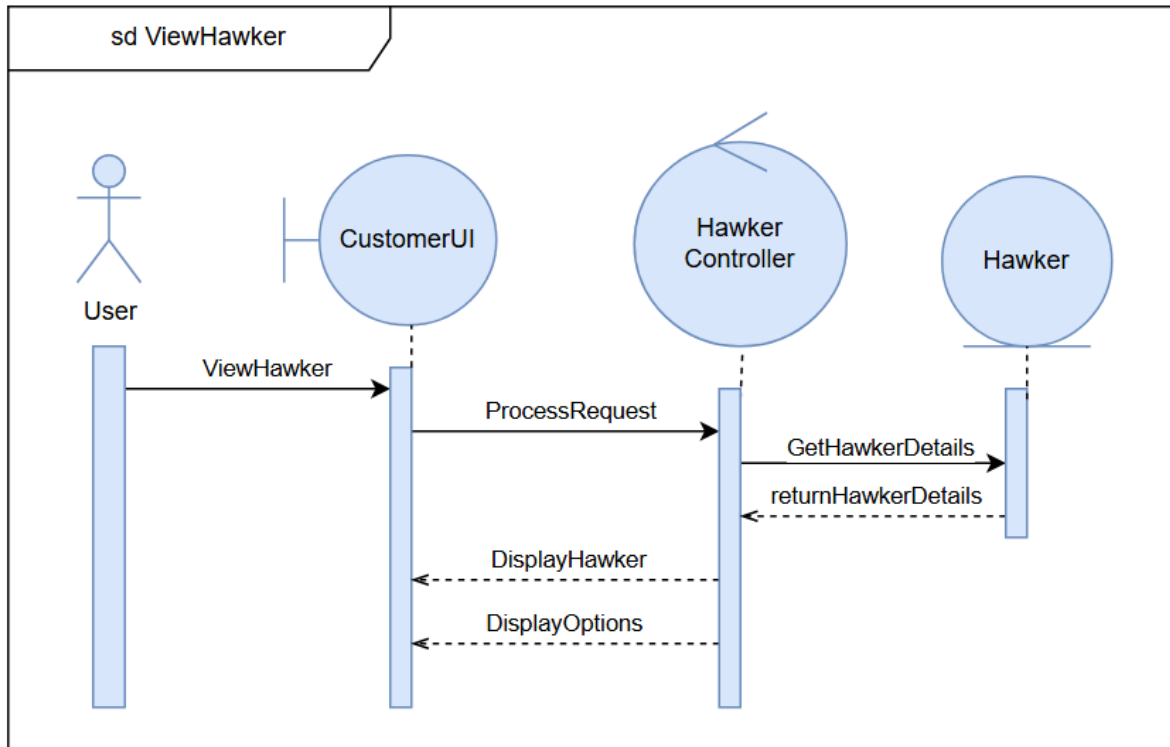 sd ViewHawker
CustomerUI
Hawker
Controller
Hawker
User
ViewHawker
ProcessRequest
GetHawkerDetails
returnHawkerDetails
DisplayHawker
DisplayOptions